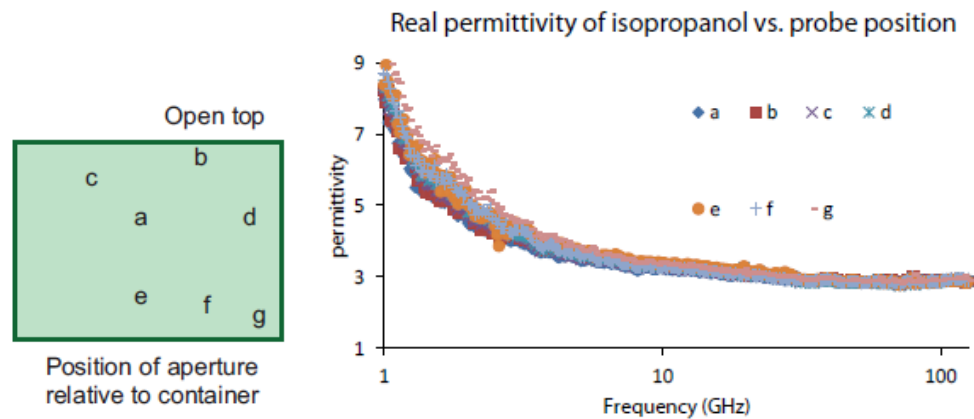 Real permittivity of isopropanol vs. probe position
Open top
b
c
a
d
e
f
g
Position of aperture
relative to container
permittivity
9
7
5
3
1
a b c d
e f g
1 10 100
Frequency (GHz)